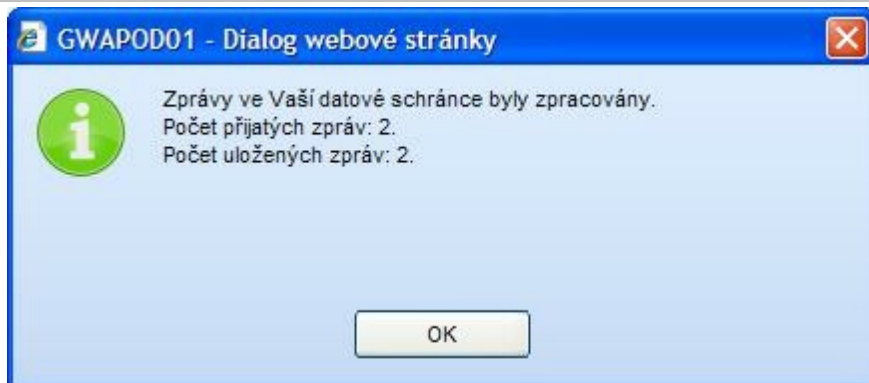 GWAPOD01 - Dialog webové stránky
Zprávy ve Vaší datové schránce byly zpracovány.
Počet přijatých zpráv: 2.
Počet uložených zpráv: 2.
OK